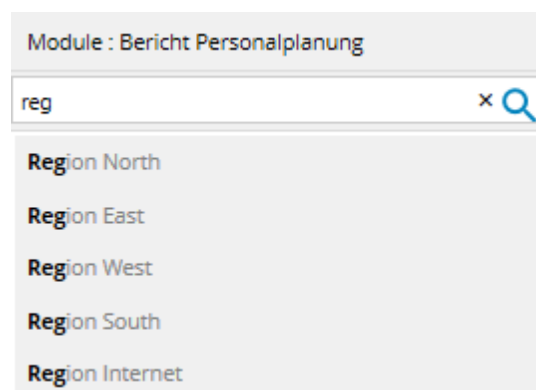 Module : Bericht Personalplanung
reg ×
Region North
Region East
Region West
Region South
Region Internet